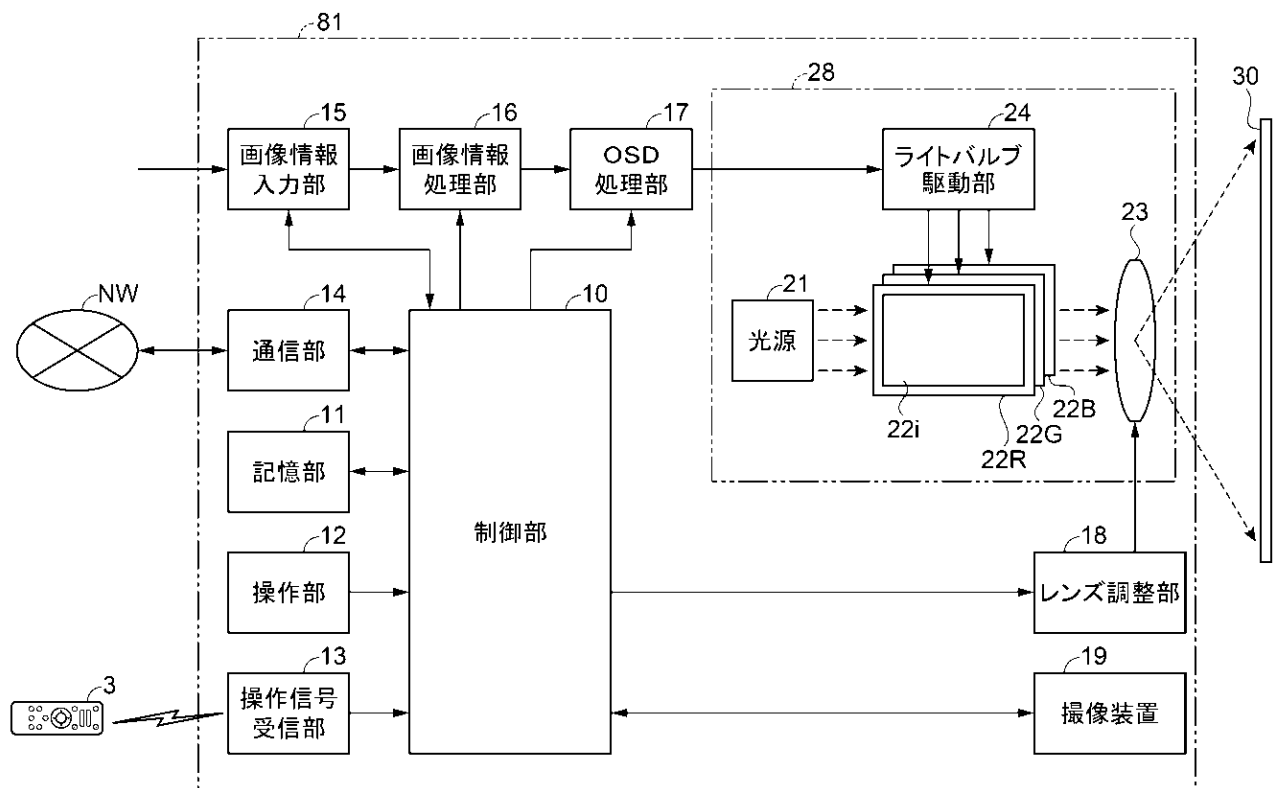 81
28
30
15
画像情報
入力部
16
画像情報
処理部
17
OSD
処理部
24
ライトバルブ
駆動部
23
NW
14
通信部
10
制御部
21
光源
22i
22R
22G
22B
11
記憶部
12
操作部
18
レンズ調整部
3
13
操作信号
受信部
19
撮像装置